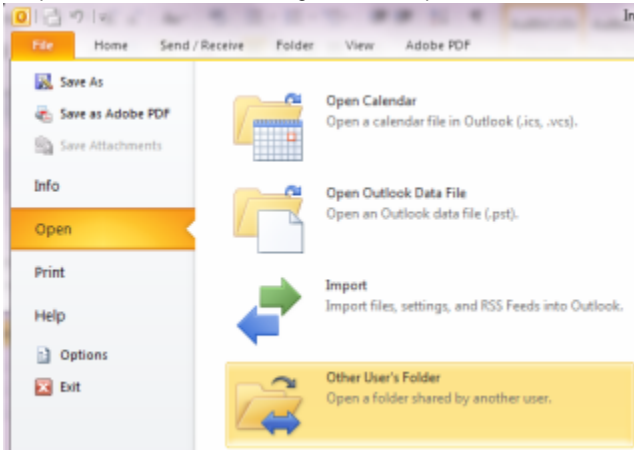 File Home Send / Receive Folder View Adobe PDF
Save As
Save as Adobe PDF
Save Attachments
Info
Open
Print
Help
Options
Exit
Open Calendar
Open a calendar file in Outlook (.ics, .vcs).
Open Outlook Data File
Open an Outlook data file (.pst).
Import
Import files, settings, and RSS Feeds into Outlook.
Other User's Folder
Open a folder shared by another user.